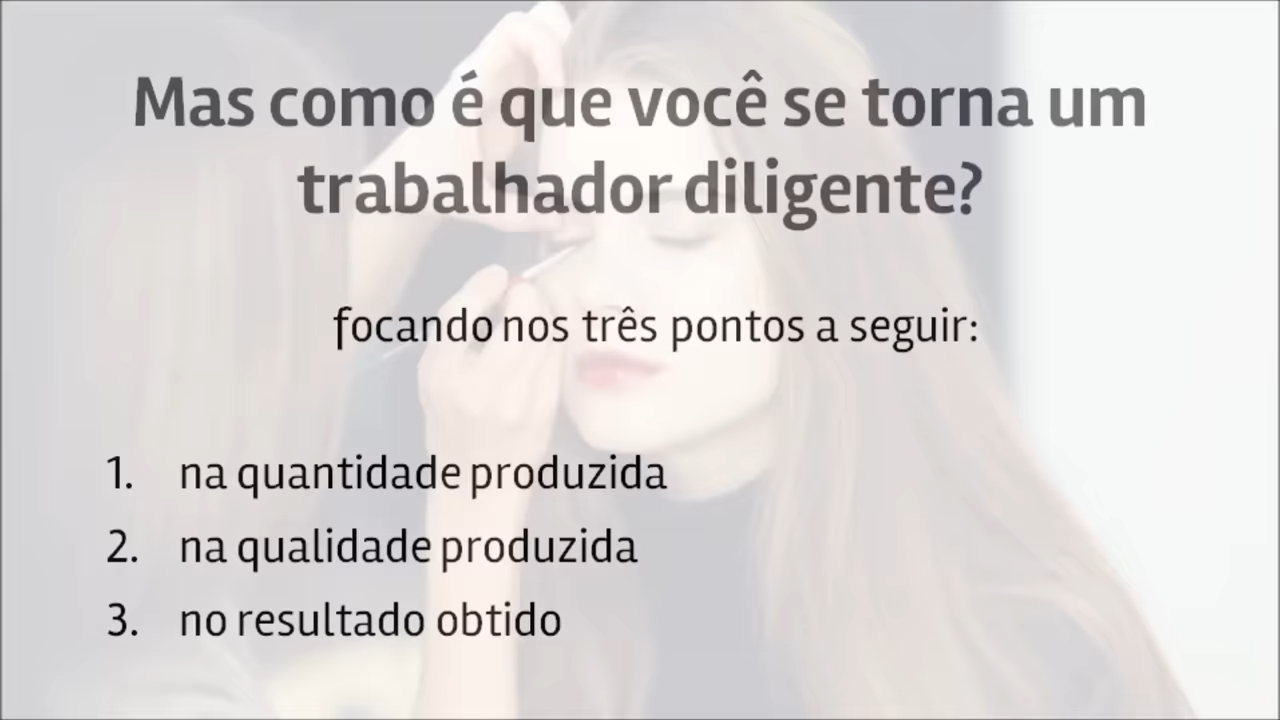 Mas como é que você se torna um
trabalhador diligente?
focando nos três pontos a seguir:
1. na quantidade produzida
2. na qualidade produzida
3. no resultado obtido